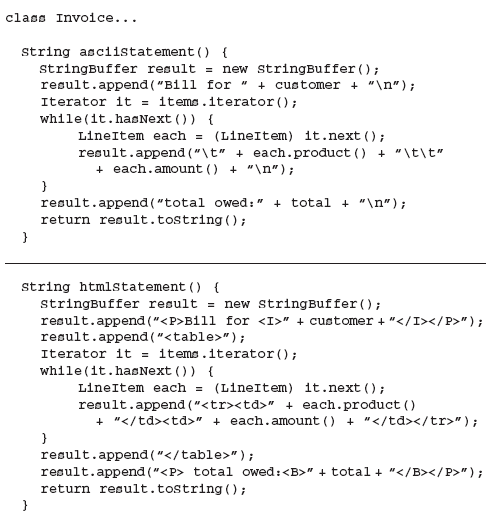 class Invoice...
String asciiStatement() {
StringBuffer result = new StringBuffer();
result.append(“Bill for ” + customer + “\n”);
Iterator it = items.iterator();
while(it.hasNext()) {
LineItem each = (LineItem) it.next();
result.append(“\t” + each.product() + “\t\t”
+ each.amount() + “\n”);
}
result.append(“total owed:” + total + “\n”);
return result.toString();
}
String htmlStatement() {
StringBuffer result = new StringBuffer();
result.append(“<P>Bill for <I>” + customer + “</I></P>”);
result.append(“<table>”);
Iterator it = items.iterator();
while(it.hasNext()) {
LineItem each = (LineItem) it.next();
result.append(“<tr><td>” + each.product()
+ “</td><td>” + each.amount() + “</td></tr>”);
}
result.append(“</table>”);
result.append(“<P> total owed:<B>” + total + “</B></P>”);
return result.toString();
}